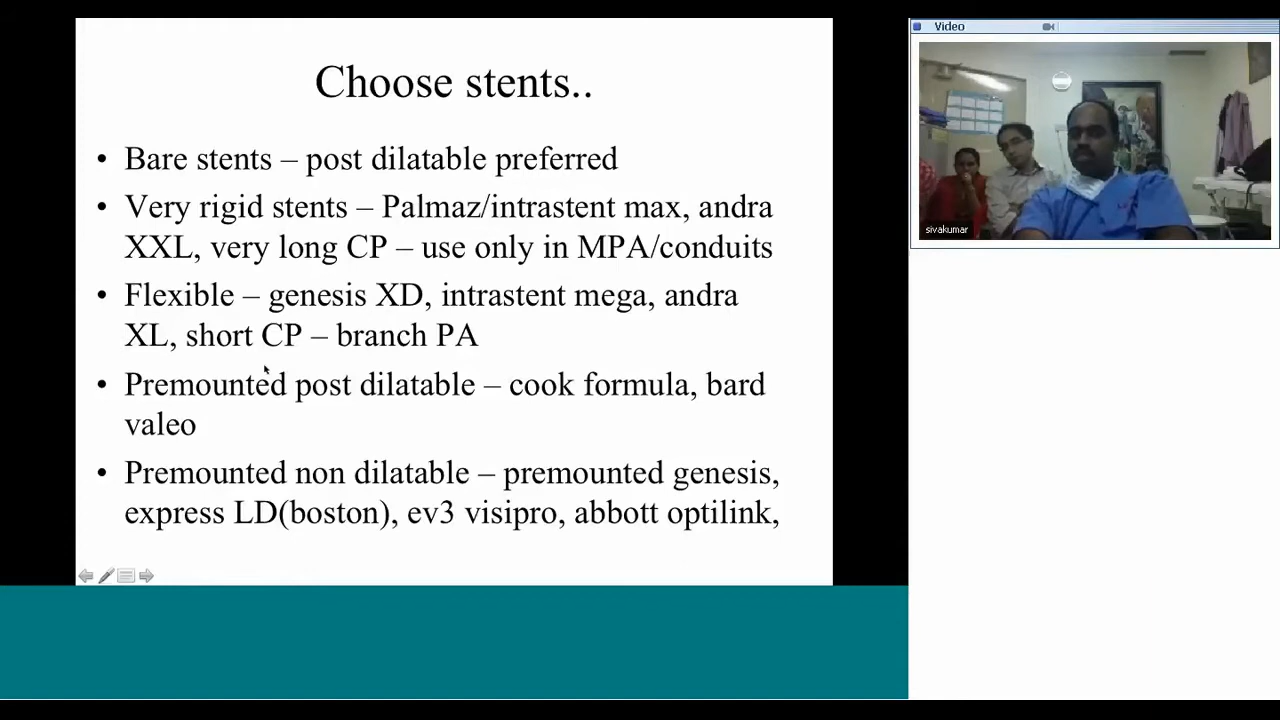 Choose stents..
• Bare stents – post dilatable preferred
• Very rigid stents – Palmaz/intrastent max, andra
XXL, very long CP – use only in MPA/conduits
• Flexible – genesis XD, intrastent mega, andra
XL, short CP – branch PA
• Premounted post dilatable – cook formula, bard
valeo
• Premounted non dilatable – premounted genesis,
express LD(boston), ev3 visipro, abbott optilink,
Video
sivakumar